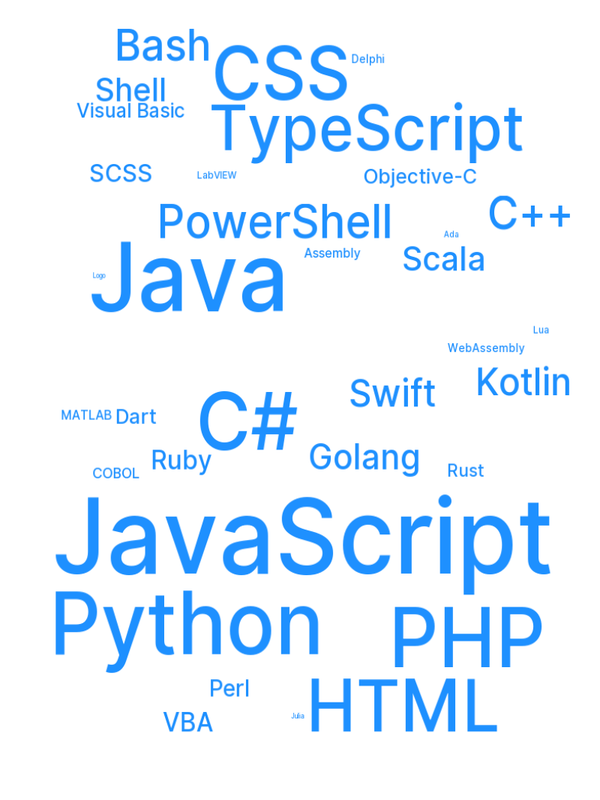 Bash
CSS
Delphi
Shell
Visual Basic
TypeScript
SCSS
LabVIEW
Objective-C
PowerShell
C++
Ada
Assembly
Scala
Java
Logo
Lua
WebAssembly
Kotlin
Swift
C#
MATLAB
Dart
Ruby
Golang
COBOL
Rust
JavaScript
Python
PHP
Perl
HTML
VBA
Julia